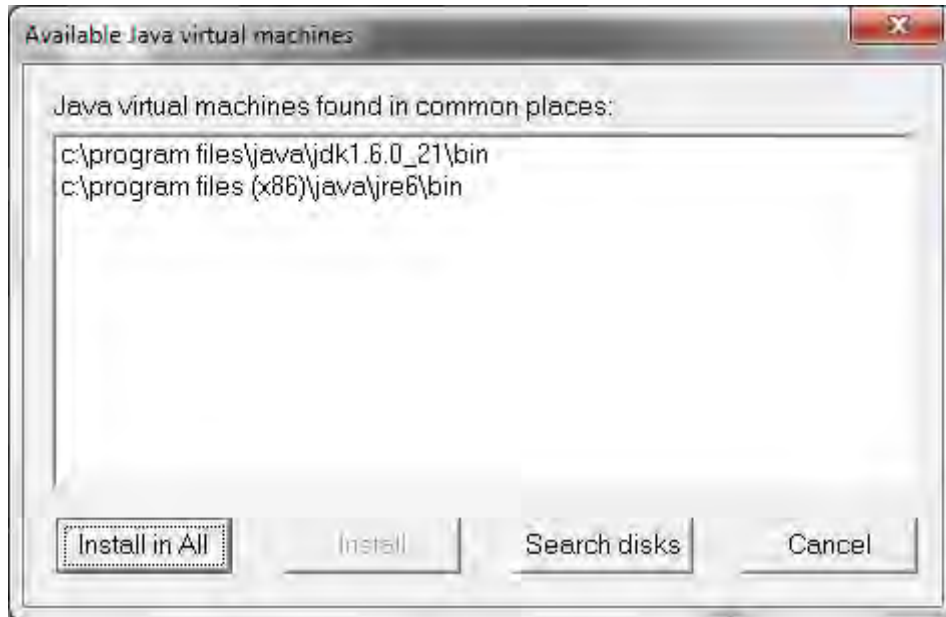 Available Java virtual machines
Java virtual machines found in common places:
c:\program files\java\jdk1.6.0_21\bin
c:\program files (x86)\java\jre6\bin
Install in All
Install
Search disks
Cancel